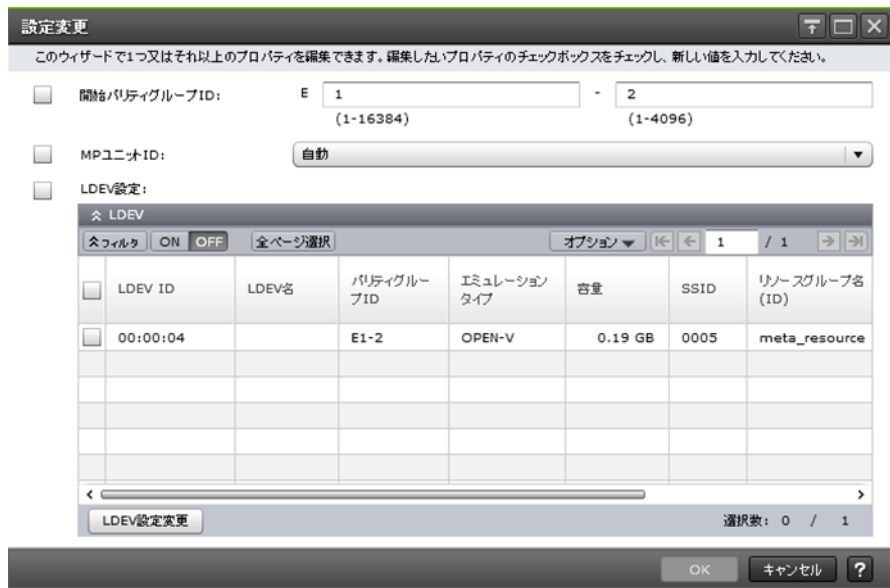 設定変更
このウィザードで1つ又はそれ以上のプロパティを編集できます。編集したいプロパティのチェックボックスをチェックし、新しい値を入力してください。
開始パリティグループID: E 1 - 2
(1-16384) (1-4096)
MPユニットID: 自動
LDEV設定:
LDEV
フィルタ ON OFF 全ページ選択 オプション 1 / 1
LDEV ID LDEV名 パリティグループID エミュレーションタイプ 容量 SSID リソースグループ名(ID)
00:00:04 E1-2 OPEN-V 0.19 GB 0005 meta_resource
LDEV設定変更 選択数: 0 / 1
OK キャンセル ?